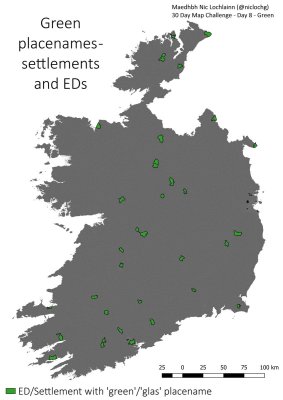 Maedhbh Nic Lochlainn (@niclochg)
30 Day Map Challenge - Day 8 - Green
Green
placenames-
settlements
and EDs
25 0 25 50 75 100 km
ED/Settlement with 'green'/'glas' placename